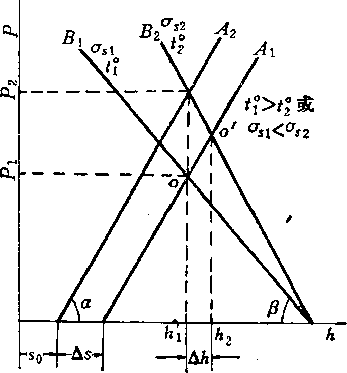 P
B₁ σs1 t₁°
B₂ σs2 t₂°
A₂
A₁
P₂
t₁°>t₂°或
σs1<σs2
o'
P₁
o
α
β
s₀
Δs
h₁
h₂
h
Δh